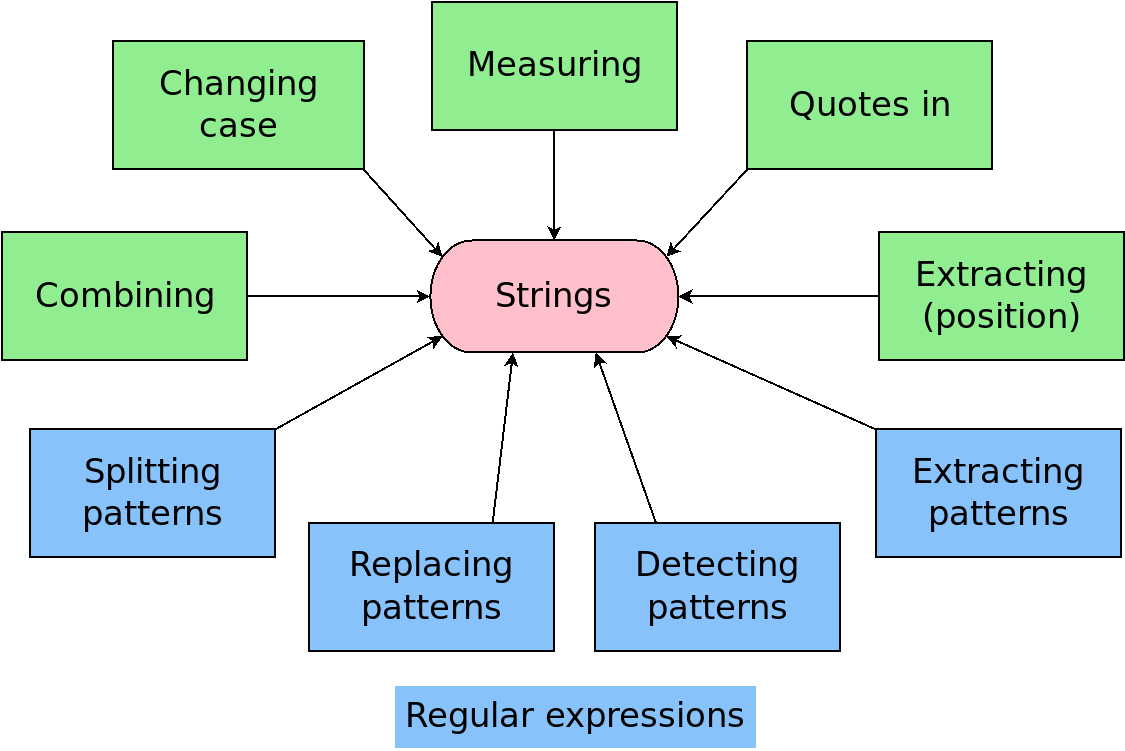 Measuring
Changing
case
Quotes in
Combining
Strings
Extracting
(position)
Splitting
patterns
Extracting
patterns
Replacing
patterns
Detecting
patterns
Regular expressions